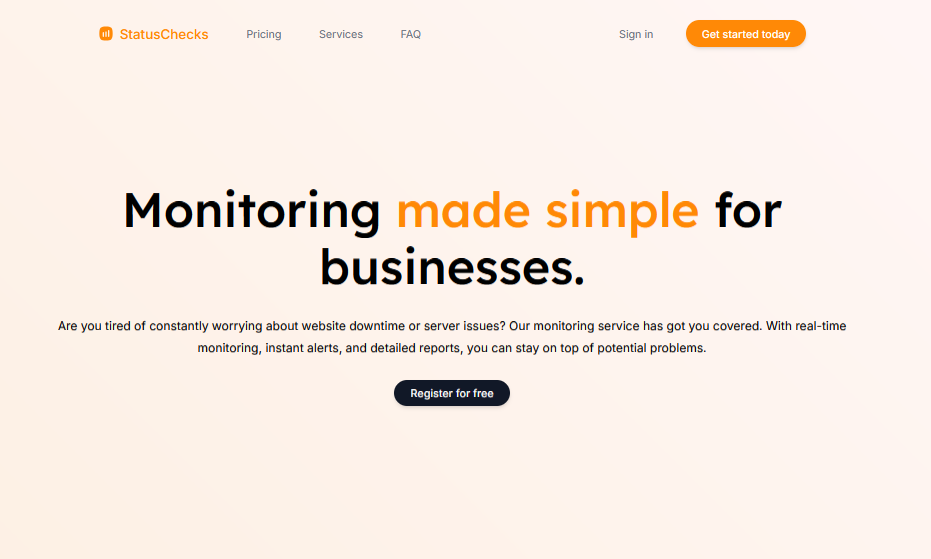 StatusChecks Pricing Services FAQ Sign in Get started today
Monitoring made simple for
businesses.
Are you tired of constantly worrying about website downtime or server issues? Our monitoring service has got you covered. With real-time
monitoring, instant alerts, and detailed reports, you can stay on top of potential problems.
Register for free